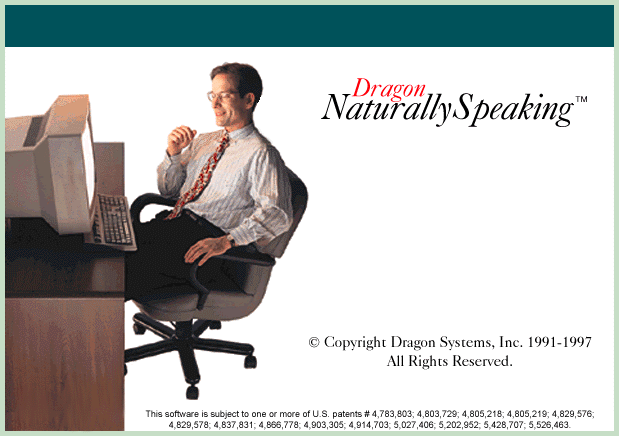 Dragon
NaturallySpeaking™
© Copyright Dragon Systems, Inc. 1991-1997
All Rights Reserved.
This software is subject to one or more of U.S. patents # 4,783,803; 4,803,729; 4,805,218; 4,805,219; 4,829,576;
4,829,578; 4,837,831; 4,866,778; 4,903,305; 4,914,703; 5,027,406; 5,202,952; 5,428,707; 5,526,463.